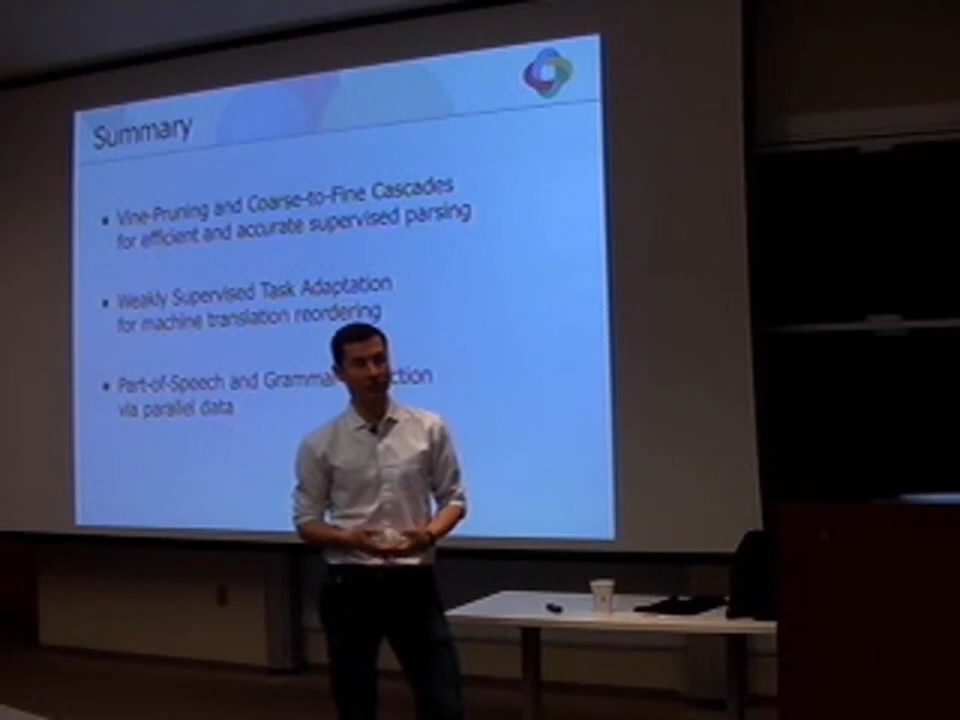 Summary
• Vine-Pruning and Coarse-to-Fine Cascades
for efficient and accurate supervised parsing
• Weakly Supervised Task Adaptation
for machine translation reordering
• Part-of-Speech and Gramma ction
via parallel data